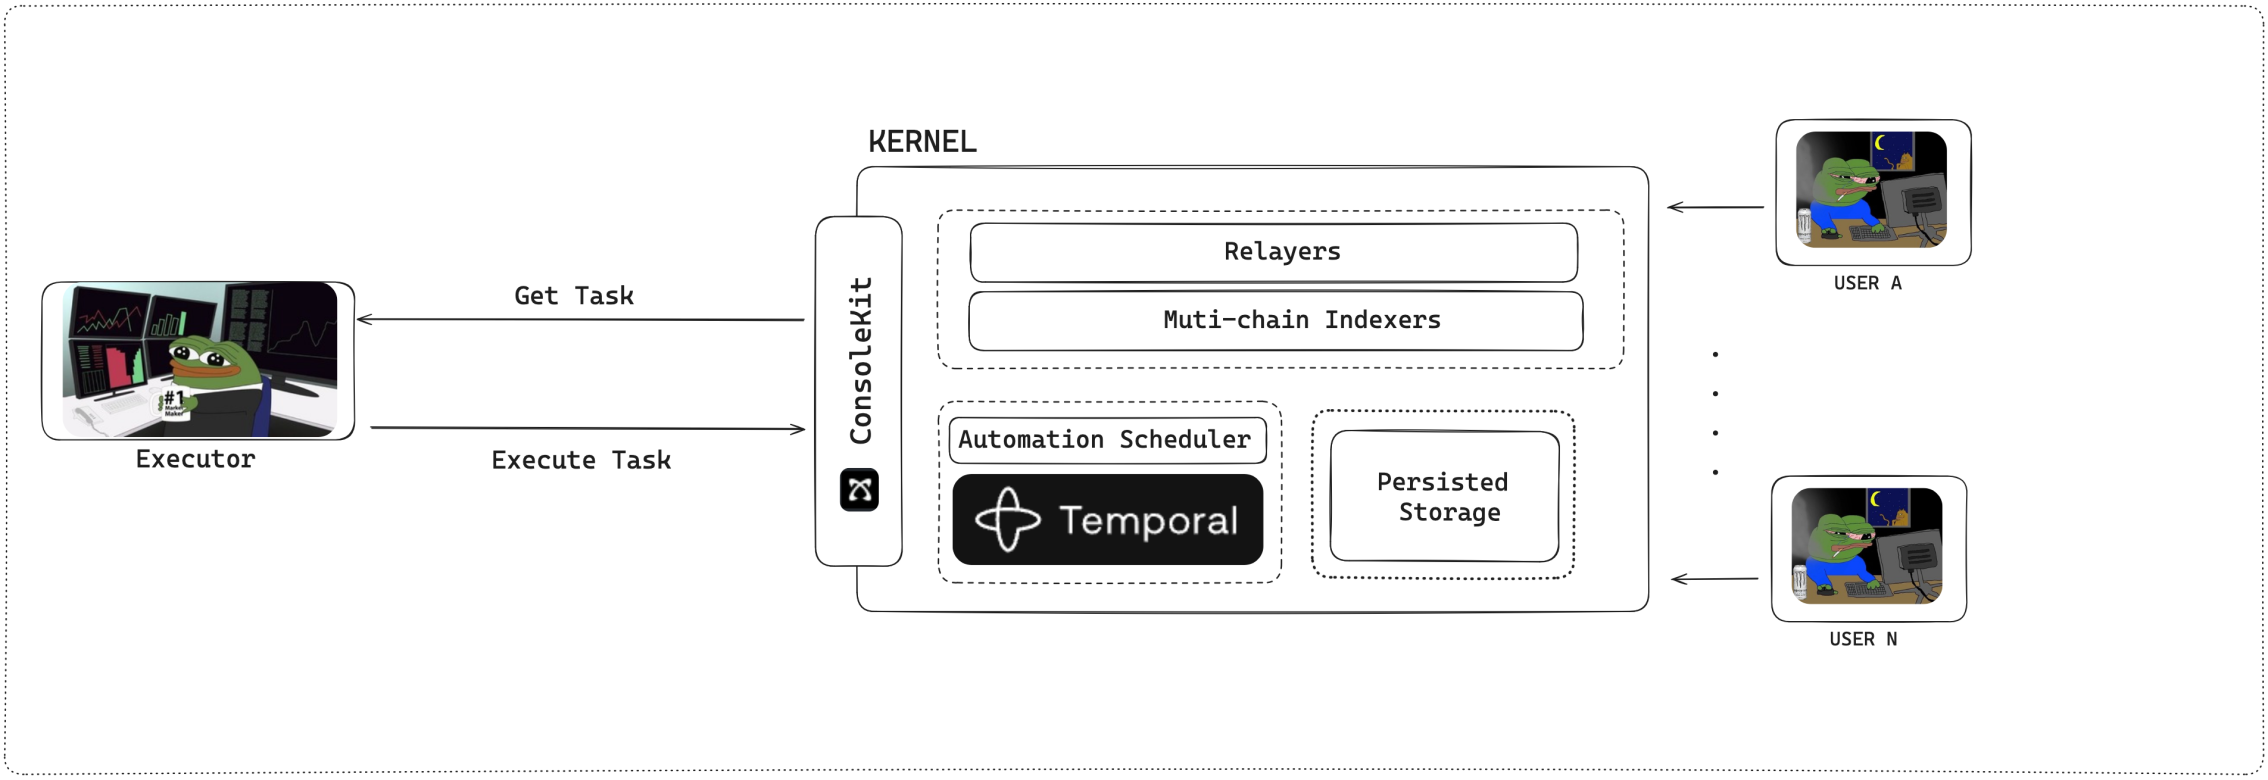 KERNEL
Relayers
Muti-chain Indexers
ConsoleKit
Get Task
Execute Task
#1
Market
Maker
Executor
Automation Scheduler
Temporal
Persisted
Storage
USER A
USER N